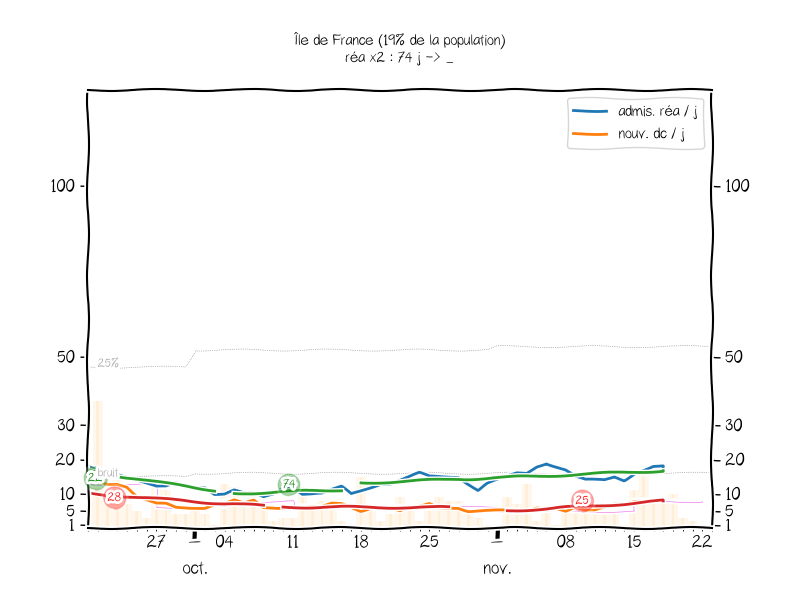 Île de France (19% de la population)
réa x2 : 74 j -> _
admis. réa / j
nouv. dc / j
100 100
50 50
25%
30 30
20 20
bruit
74
10 10
28
25
5 5
1 1
27 04 11 18 25 08 15 22
oct. nov.